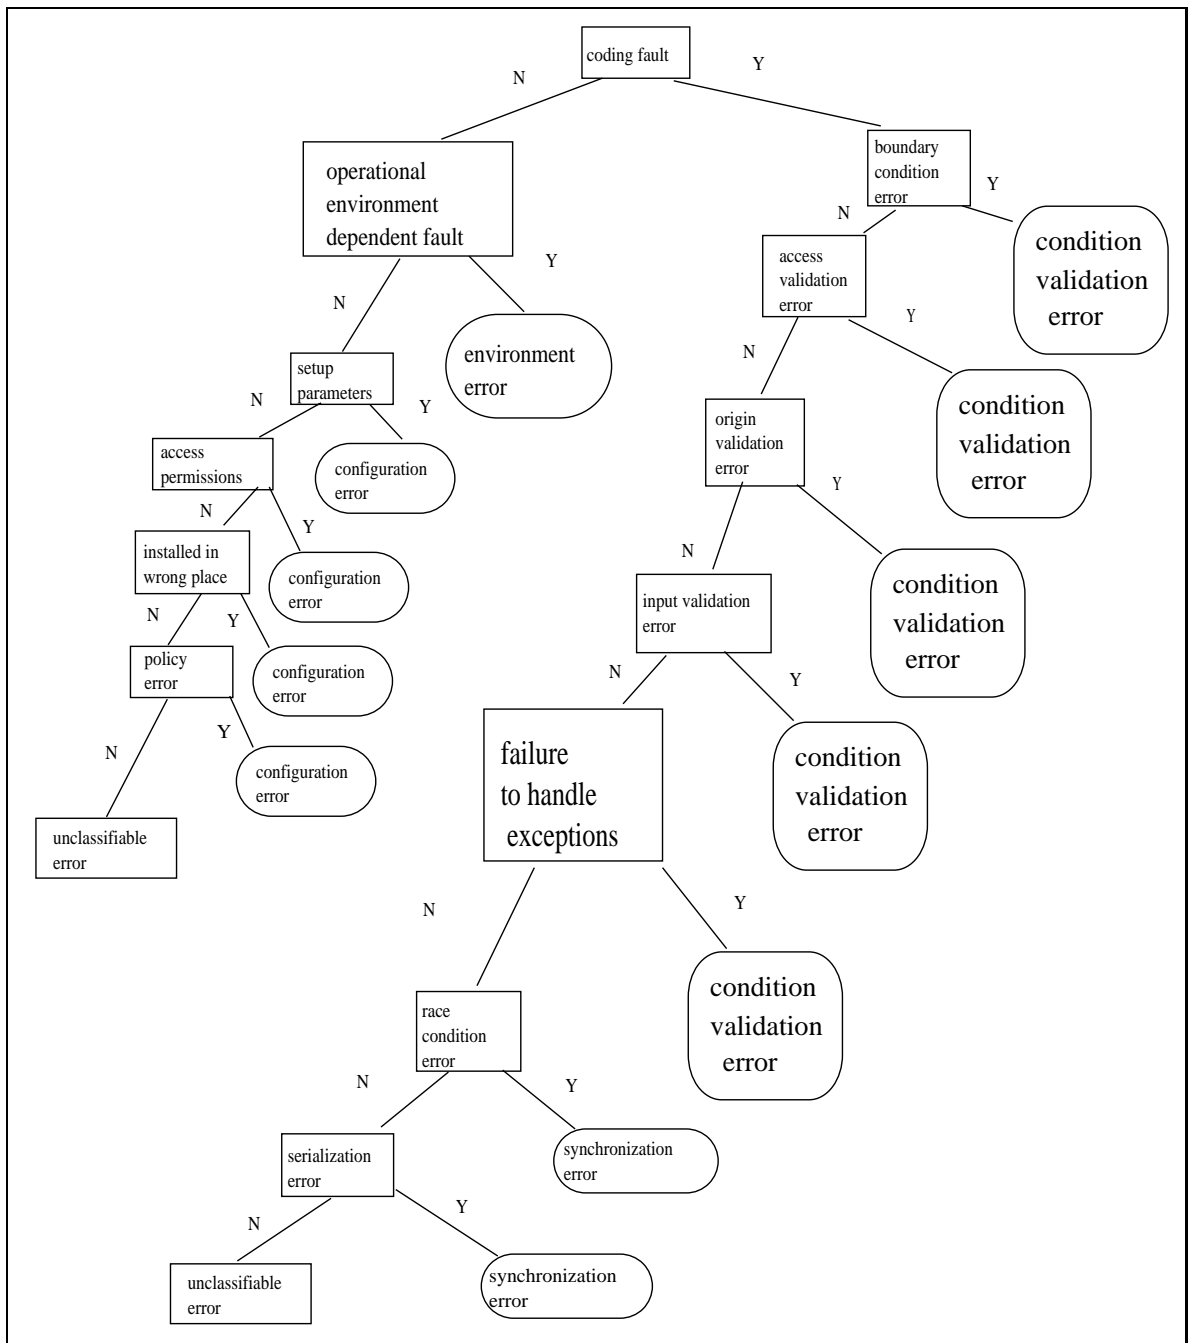 coding fault
N
Y
operational
environment
dependent fault
boundary
condition
error
Y
N
condition
validation
error
access
validation
error
Y
N
environment
error
Y
N
setup
parameters
N
Y
condition
validation
error
origin
validation
error
N
Y
access
permissions
configuration
error
N
Y
installed in
wrong place
configuration
error
N
Y
input validation
error
condition
validation
error
N
Y
policy
error
configuration
error
N
Y
failure
to handle
exceptions
condition
validation
error
N
Y
configuration
error
unclassifiable
error
N
Y
race
condition
error
condition
validation
error
N
Y
serialization
error
synchronization
error
N
Y
unclassifiable
error
synchronization
error